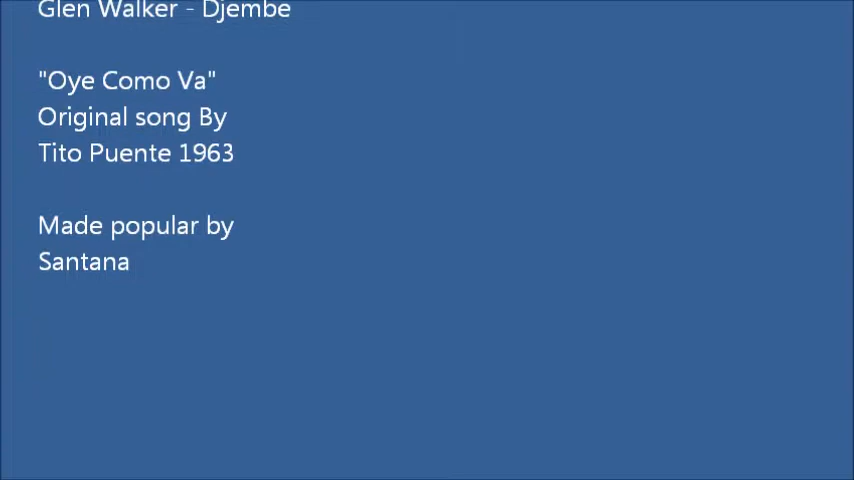 Glen Walker - Djembe
"Oye Como Va"
Original song By
Tito Puente 1963
Made popular by
Santana